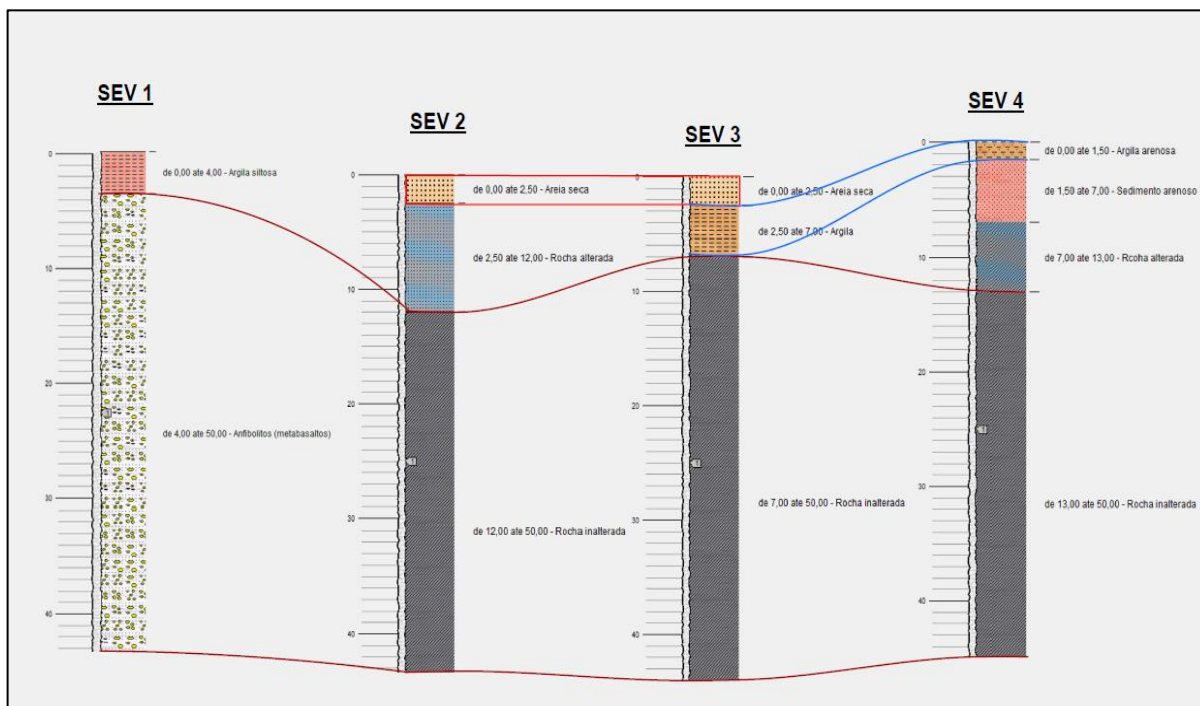 SEV 1
0
10
20
30
40
de 0,00 ate 4,00 - Argila siltosa
de 4,00 ate 50,00 - Anfibolitos (metabasaltos)
SEV 2
0
10
20
30
40
de 0,00 ate 2,50 - Areia seca
de 2,50 ate 12,00 - Rocha alterada
de 12,00 ate 50,00 - Rocha inalterada
SEV 3
0
10
20
30
40
de 0,00 ate 2,50 - Areia seca
de 2,50 ate 7,00 - Argila
de 7,00 ate 50,00 - Rocha inalterada
SEV 4
0
10
20
30
40
de 0,00 ate 1,50 - Argila arenosa
de 1,50 ate 7,00 - Sedimento arenoso
de 7,00 ate 13,00 - Rcoha alterada
de 13,00 ate 50,00 - Rocha inalterada